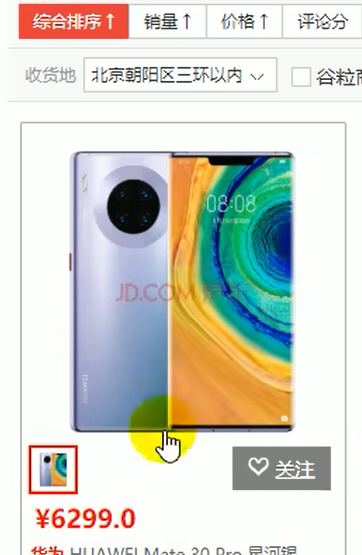 综合排序↑ 销量↑ 价格↑ 评论分
收货地 北京朝阳区三环以内 谷粒商
08:08
JD.COM 京东
HUAWEI
♡ 关注
¥6299.0
华为 HUAWEI Mate 30 Pro 星河银